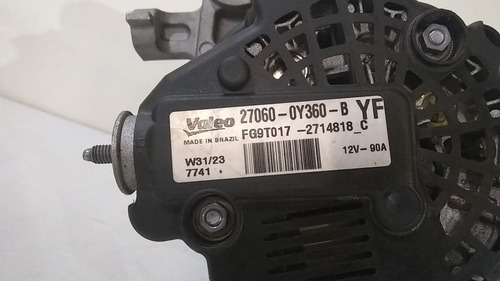 Valeo 27060-0Y360-B YF
MADE IN BRAZIL FG9T017 -2714818_C
W31/23 12V- 90A
7741